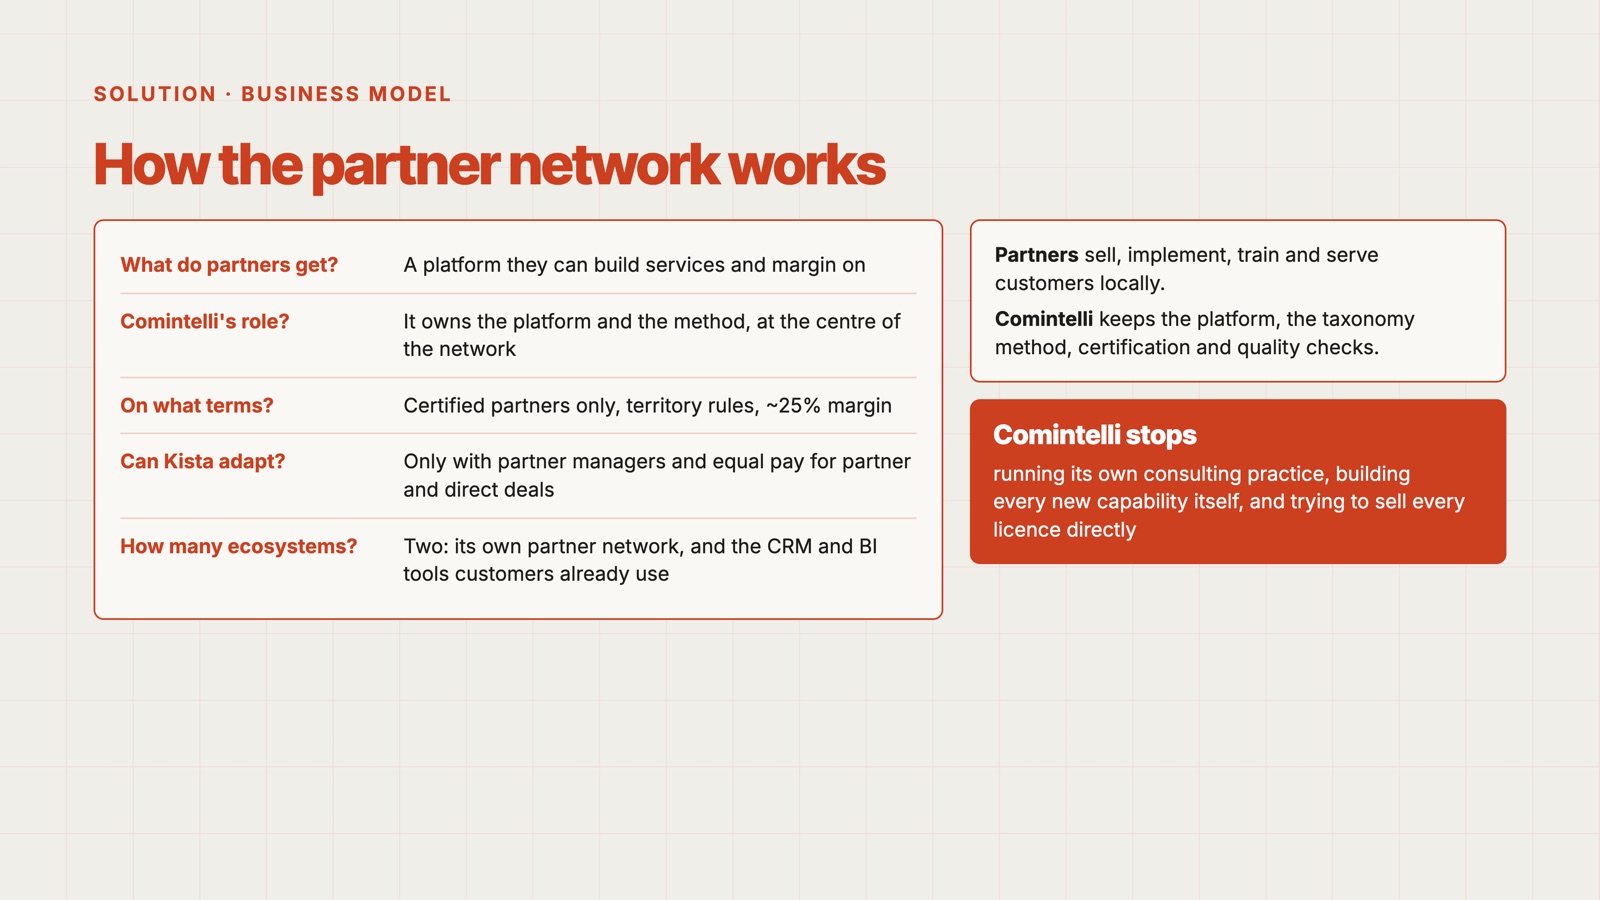 SOLUTION · BUSINESS MODEL
How the partner network works
What do partners get?
A platform they can build services and margin on
Comintelli's role?
It owns the platform and the method, at the centre of
the network
On what terms?
Certified partners only, territory rules, ~25% margin
Can Kista adapt?
Only with partner managers and equal pay for partner
and direct deals
How many ecosystems?
Two: its own partner network, and the CRM and BI
tools customers already use
Partners sell, implement, train and serve
customers locally.
Comintelli keeps the platform, the taxonomy
method, certification and quality checks.
Comintelli stops
running its own consulting practice, building
every new capability itself, and trying to sell every
licence directly